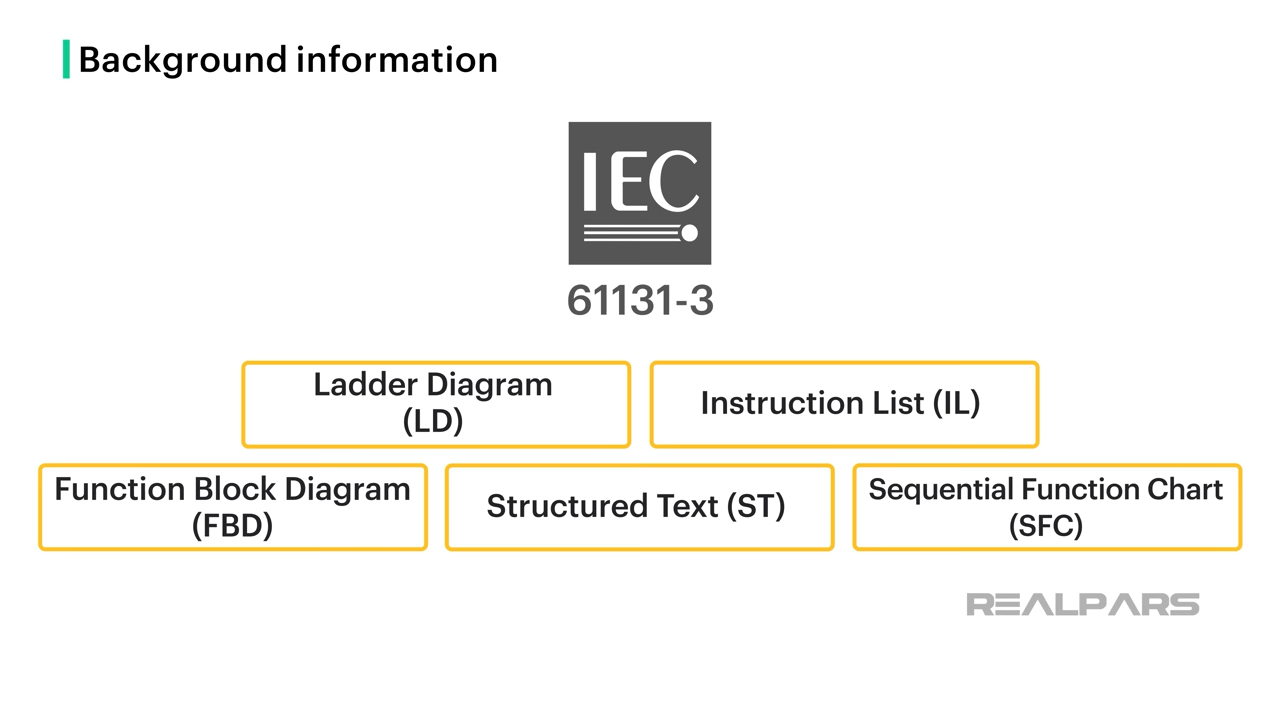 Background information
IEC
61131-3
Ladder Diagram
(LD)
Instruction List (IL)
Function Block Diagram
(FBD)
Structured Text (ST)
Sequential Function Chart
(SFC)
REALPARS